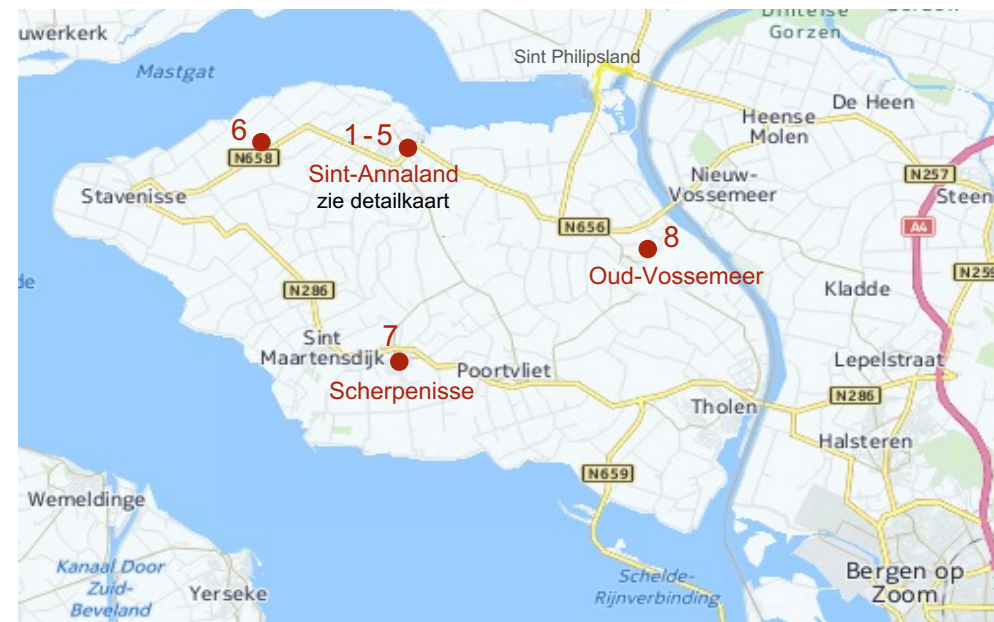 uwerkerk
Gorzen
Mastgat
Sint Philipsland
De Heen
Heense
Molen
6
1-5
N658
Sint-Annaland
zie detailkaart
Stavenisse
Nieuw-
Vossemeer
N257
Steen
N656
A4
8
Oud-Vossemeer
N259
de
N286
Kladde
Sint
Maartensdijk
7
Scherpenisse
Poortvliet
Lepelstraat
N286
Tholen
Halsteren
N659
Wemeldinge
Kanaal Door
Zuid-
Beveland
Yerseke
Schelde-
Rijnverbinding
Bergen op
Zoom